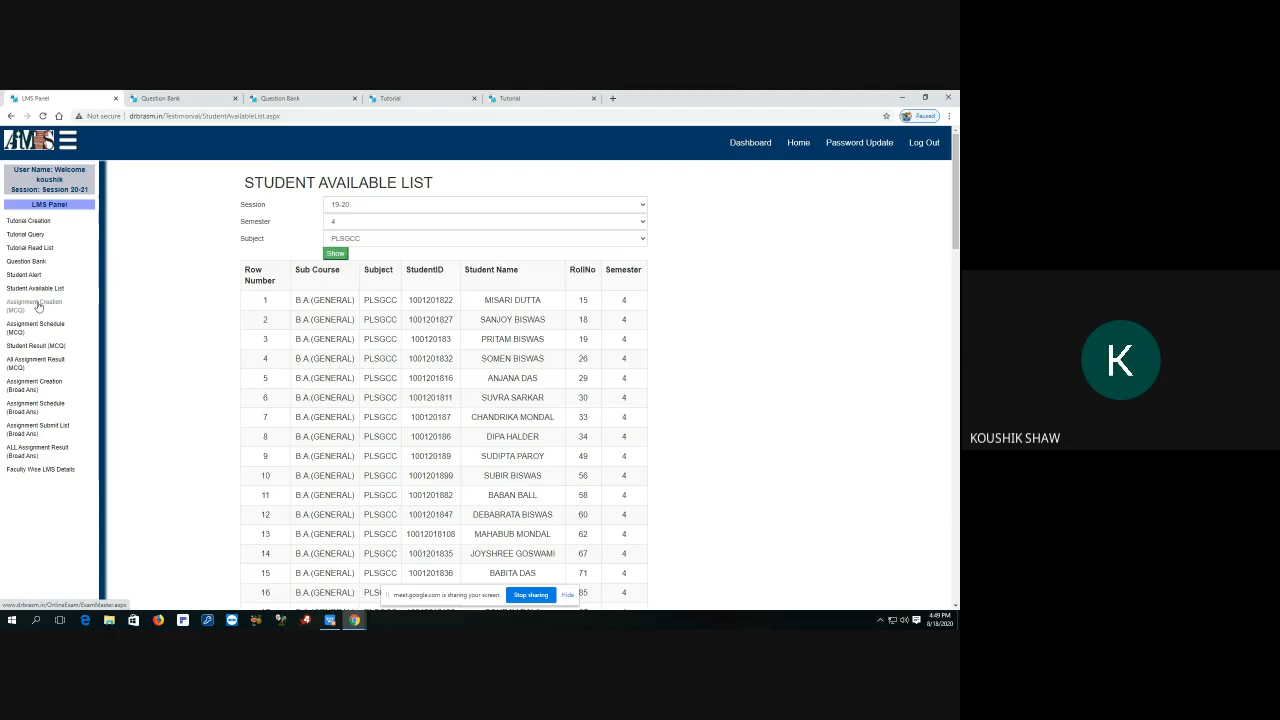 LMS Panel
Question Bank
Question Bank
Tutorial
Tutorial
Not secure drbrasm.in/Testimonial/StudentAvailableList.aspx
Paused
Dashboard Home Password Update Log Out
User Name: Welcome
koushik
Session: Session 20-21
LMS Panel
Tutorial Creation
Tutorial Query
Tutorial Read List
Question Bank
Student Alert
Student Available List
Assignment Creation
(MCQ)
Assignment Schedule
(MCQ)
Student Result (MCQ)
All Assignment Result
(MCQ)
Assignment Creation
(Broad Ans)
Assignment Schedule
(Broad Ans)
Assignment Submit List
(Broad Ans)
ALL Assignment Result
(Broad Ans)
Faculty Wise LMS Details
STUDENT AVAILABLE LIST
Session 19-20
Semester 4
Subject PLSGCC
Show
Row Number Sub Course Subject StudentID Student Name RollNo Semester
1 B.A.(GENERAL) PLSGCC 1001201822 MISARI DUTTA 15 4
2 B.A.(GENERAL) PLSGCC 1001201827 SANJOY BISWAS 18 4
3 B.A.(GENERAL) PLSGCC 100120183 PRITAM BISWAS 19 4
4 B.A.(GENERAL) PLSGCC 1001201832 SOMEN BISWAS 26 4
5 B.A.(GENERAL) PLSGCC 1001201816 ANJANA DAS 29 4
6 B.A.(GENERAL) PLSGCC 1001201811 SUVRA SARKAR 30 4
7 B.A.(GENERAL) PLSGCC 100120187 CHANDRIKA MONDAL 33 4
8 B.A.(GENERAL) PLSGCC 100120186 DIPA HALDER 34 4
9 B.A.(GENERAL) PLSGCC 100120189 SUDIPTA PAROY 49 4
10 B.A.(GENERAL) PLSGCC 1001201899 SUBIR BISWAS 56 4
11 B.A.(GENERAL) PLSGCC 1001201882 BABAN BALL 58 4
12 B.A.(GENERAL) PLSGCC 1001201847 DEBABRATA BISWAS 60 4
13 B.A.(GENERAL) PLSGCC 10012018108 MAHABUB MONDAL 62 4
14 B.A.(GENERAL) PLSGCC 1001201835 JOYSHREE GOSWAMI 67 4
15 B.A.(GENERAL) PLSGCC 1001201836 BABITA DAS 71 4
16 B.A.(GENERAL) 85 4
meet.google.com is sharing your screen. Stop sharing Hide
www.drbrasm.in/OnlineExam/ExamMaster.aspx
4:49 PM
8/18/2020
K
KOUSHIK SHAW